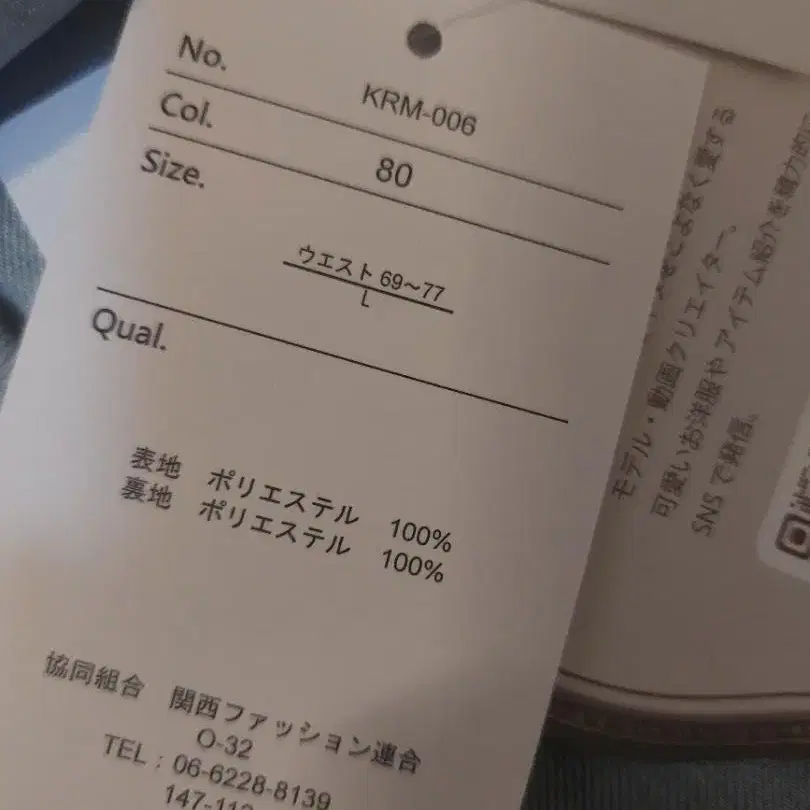 No.
KRM-006
Col.
80
Size.
ウエスト 69〜77
L
Qual.
表地 ポリエステル 100%
裏地 ポリエステル 100%
協同組合 関西ファッション連合
O-32
TEL : 06-6228-8139
モデル・動画クリエイター。
可愛いお洋服や アイテム紹介を
SNS で発信。